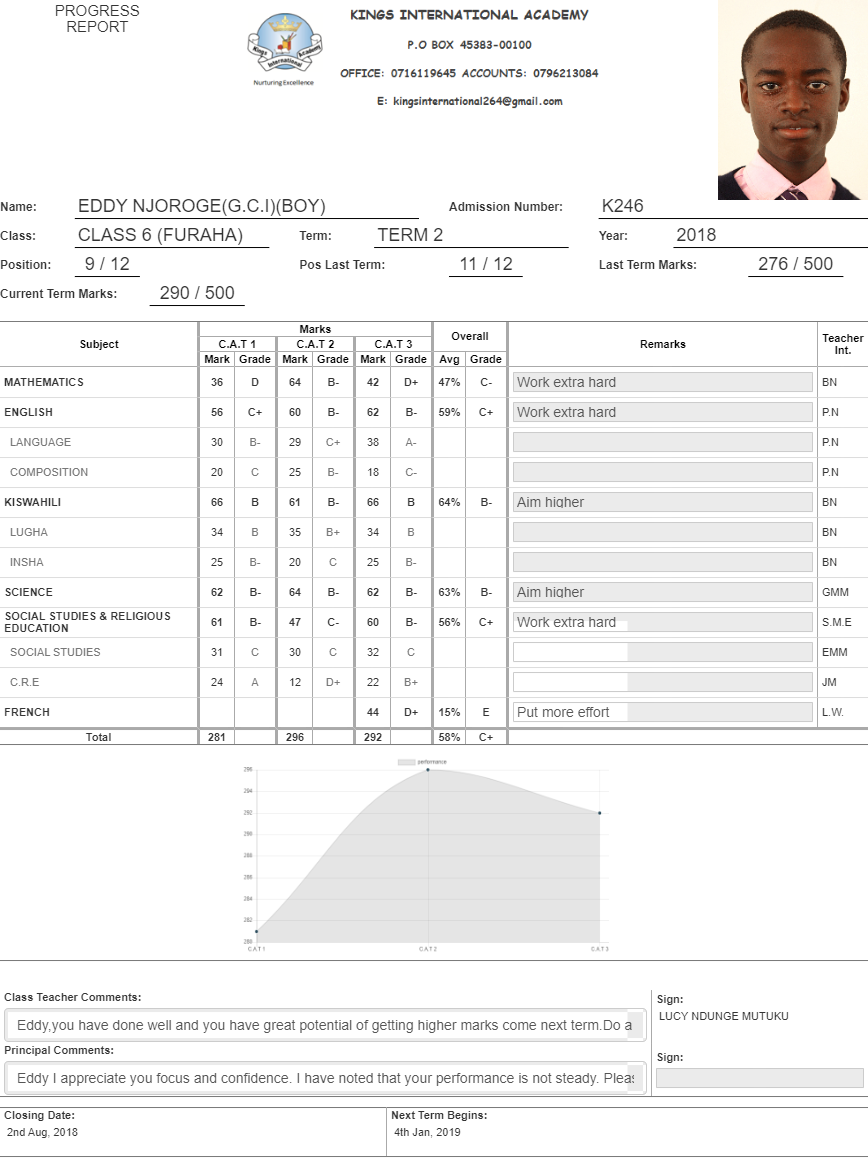 PROGRESS
REPORT
KINGS INTERNATIONAL ACADEMY
P.O BOX 45383-00100
OFFICE: 0716119645 ACCOUNTS: 0796213084
E: kingsinternational264@gmail.com
Kings International Academy
Nurturing Excellence
Name: EDDY NJOROGE(G.C.I)(BOY) Admission Number: K246
Class: CLASS 6 (FURAHA) Term: TERM 2 Year: 2018
Position: 9 / 12 Pos Last Term: 11 / 12 Last Term Marks: 276 / 500
Current Term Marks: 290 / 500
Subject Marks Overall Remarks Teacher Int.
C.A.T 1 C.A.T 2 C.A.T 3
Mark Grade Mark Grade Mark Grade Avg Grade
MATHEMATICS 36 D 64 B- 42 D+ 47% C- Work extra hard BN
ENGLISH 56 C+ 60 B- 62 B- 59% C+ Work extra hard P.N
LANGUAGE 30 B- 29 C+ 38 A- P.N
COMPOSITION 20 C 25 B- 18 C- P.N
KISWAHILI 66 B 61 B- 66 B 64% B- Aim higher BN
LUGHA 34 B 35 B+ 34 B BN
INSHA 25 B- 20 C 25 B- BN
SCIENCE 62 B- 64 B- 62 B- 63% B- Aim higher GMM
SOCIAL STUDIES & RELIGIOUS EDUCATION 61 B- 47 C- 60 B- 56% C+ Work extra hard S.M.E
SOCIAL STUDIES 31 C 30 C 32 C EMM
C.R.E 24 A 12 D+ 22 B+ JM
FRENCH 44 D+ 15% E Put more effort L.W.
Total 281 296 292 58% C+
performance
296
294
292
290
288
286
284
282
280
CAT1 CAT2 CAT3
Class Teacher Comments:
Eddy,you have done well and you have great potential of getting higher marks come next term.Do a
Sign:
LUCY NDUNGE MUTUKU
Principal Comments:
Eddy I appreciate you focus and confidence. I have noted that your performance is not steady. Pleas
Sign:
Closing Date:
2nd Aug, 2018
Next Term Begins:
4th Jan, 2019